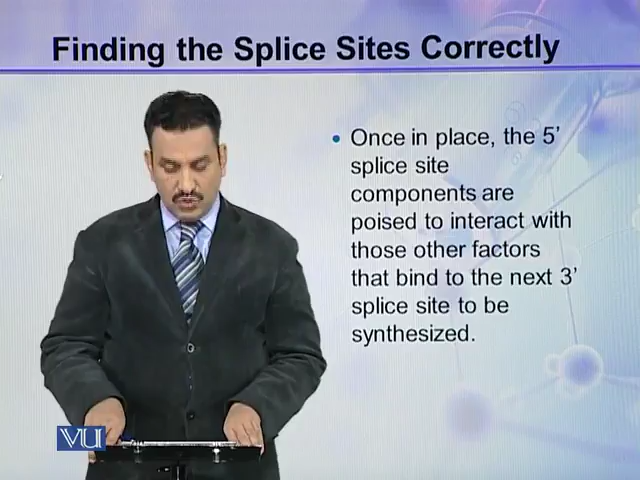 Finding the Splice Sites Correctly
• Once in place, the 5’
splice site
components are
poised to interact with
those other factors
that bind to the next 3’
splice site to be
synthesized.
VU